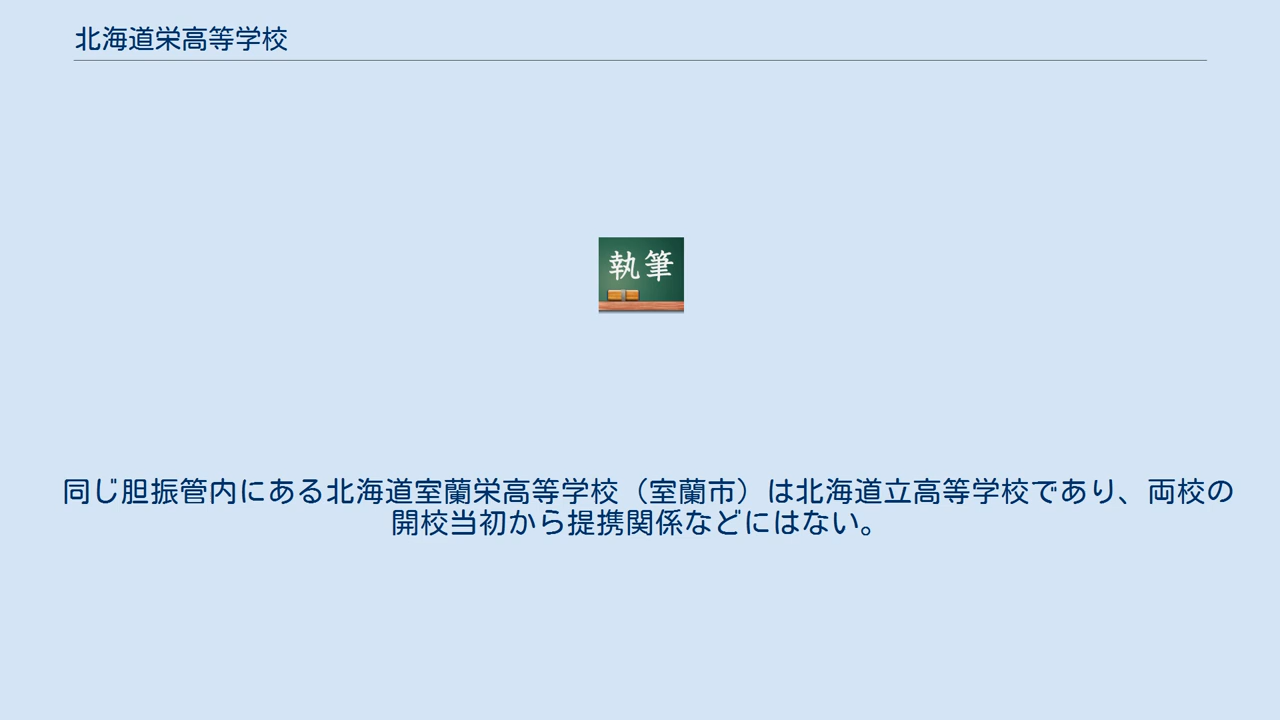 北海道栄高等学校
執筆
同じ胆振管内にある北海道室蘭栄高等学校（室蘭市）は北海道立高等学校であり、両校の
開校当初から提携関係などにはない。